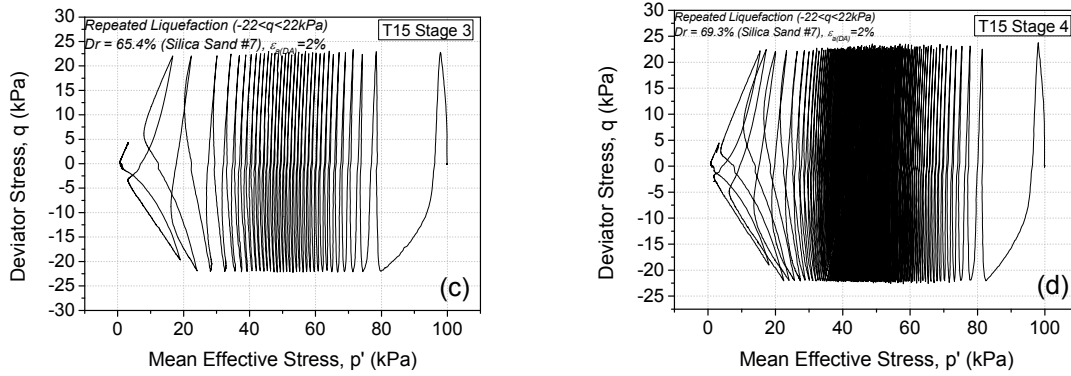 Repeated Liquefaction (-22<q<22kPa)
Dr = 65.4% (Silica Sand #7), εa(DA)=2%
T15 Stage 3
30
25
20
15
10
5
0
-5
-10
-15
-20
-25
-30
Deviator Stress, q (kPa)
(c)
0 20 40 60 80 100
Mean Effective Stress, p' (kPa)
Repeated Liquefaction (-22<q<22kPa)
Dr = 69.3% (Silica Sand #7), εa(DA)=2%
T15 Stage 4
30
25
20
15
10
5
0
-5
-10
-15
-20
-25
Deviator Stress, q (kPa)
(d)
0 20 40 60 80 100
Mean Effective Stress, p' (kPa)